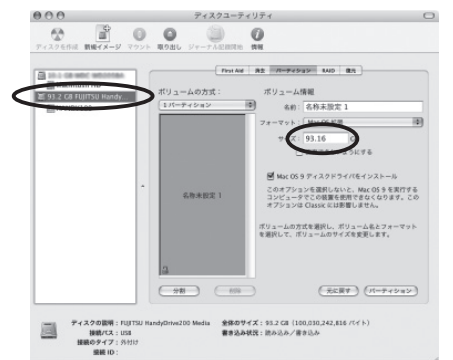 ディスクユーティリティ
ディスクを作成 新規イメージ マウント 取り出し ジャーナル記録開始 情報
First Aid 消去 パーティション RAID 復元
93.2 GB FUJITSU Handy
ボリュームの方式：
1 パーティション
名称未設定 1
分割 削除
ボリューム情報
名前： 名称未設定 1
フォーマット： Mac OS 拡張
サイズ： 93.16
Mac OS 9 ディスクドライバをインストール
このオプションを選択しないと、Mac OS 9 を実行する
コンピュータでこの装置を使用できなくなります。この
オプションは Classic には影響しません。
ボリュームの方式を選択し、ボリューム名とフォーマット
を選択して、ボリュームのサイズを変更します。
元に戻す パーティション
ディスクの説明： FUJITSU HandyDrive200 Media 全体のサイズ： 93.2 GB (100,030,242,816 バイト)
接続バス： USB 書き込み状況： 読み込み／書き込み
接続のタイプ： 外付け
接続 ID：